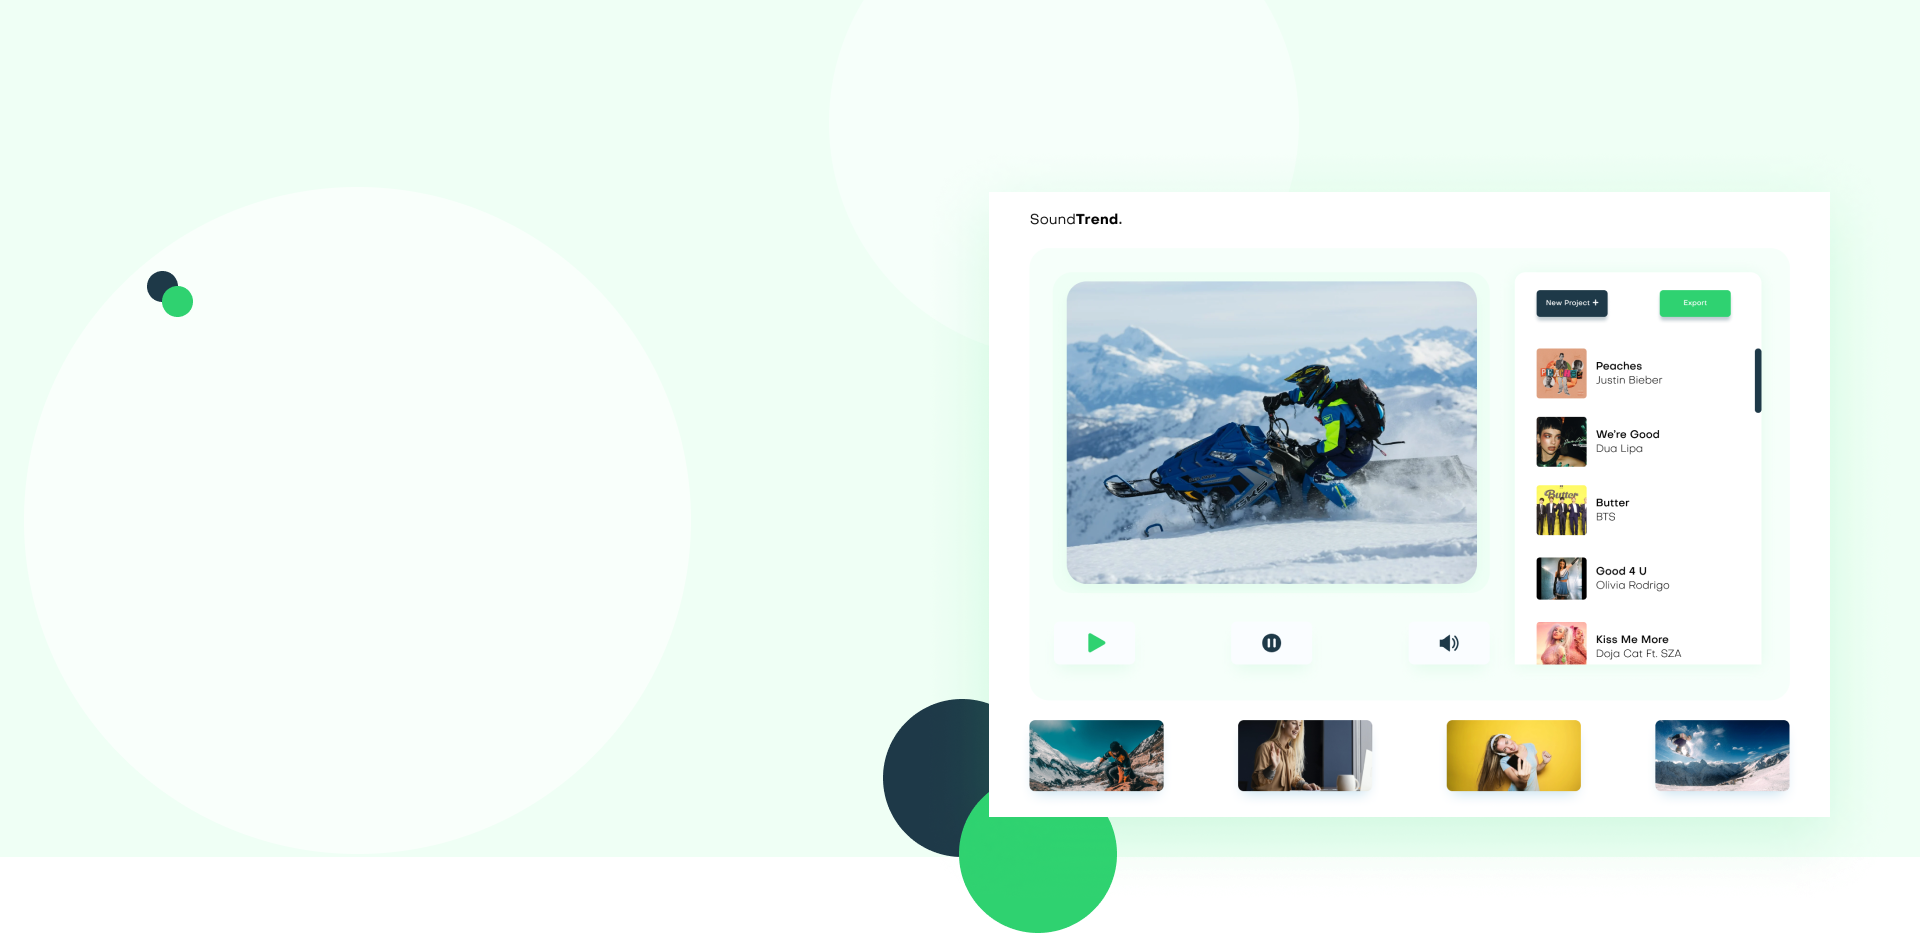 SoundTrend.
New Project +
Export
Peaches
Justin Bieber
We're Good
Dua Lipa
Butter
Butter
BTS
Good 4 U
Olivia Rodrigo
Kiss Me More
Doja Cat Ft. SZA